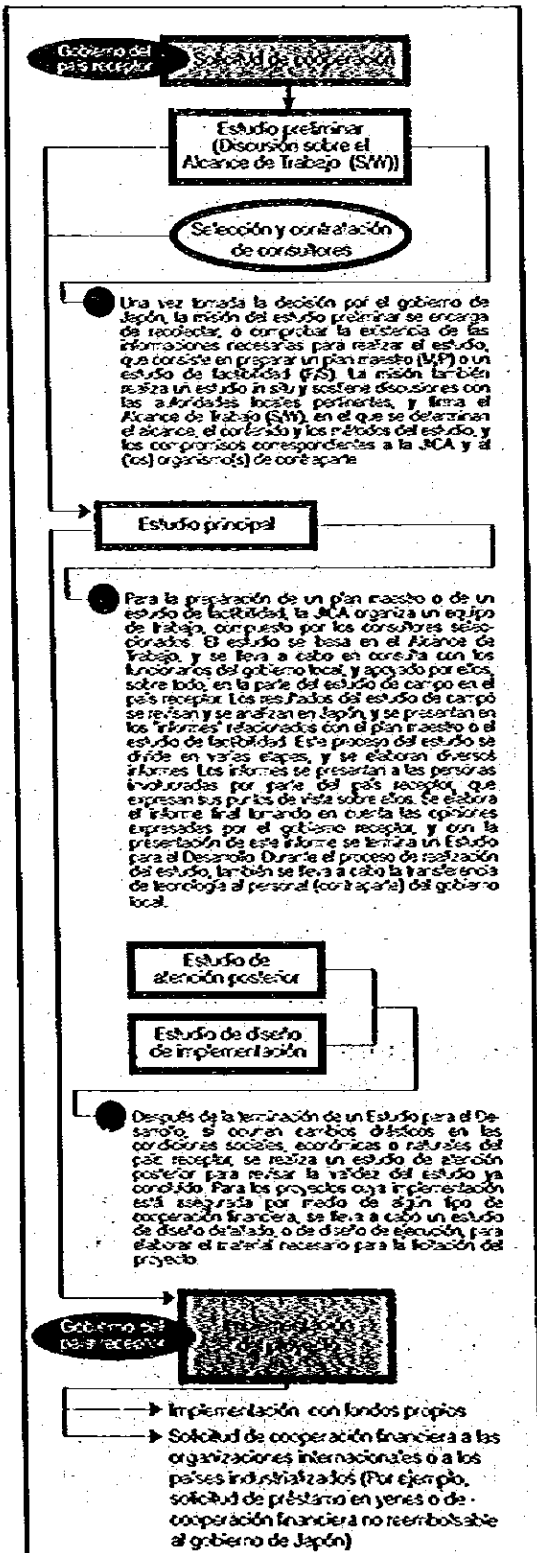 Gobierno del
país receptor
Solicitud de cooperación
Estudio preliminar
(Discusión sobre el
Alcance de Trabajo (S/W))
Selección y contratación
de consultores
Una vez tomada la decisión por el gobierno de
Japón, la misión del estudio preliminar se encarga
de recolectar, o comprobar la existencia de las
informaciones necesarias para realizar el estudio,
que consiste en preparar un plan maestro (M/P) o un
estudio de factibilidad (F/S). La misión también
realiza un estudio in situ y sostiene discusiones con
las autoridades locales pertinentes, y firma el
Alcance de Trabajo (S/W), en el que se determinan
el alcance, el contenido y los métodos del estudio, y
los compromisos correspondientes a la JICA y al
(los) organismo(s) de contraparte
Estudio principal
Para la preparación de un plan maestro o de un
estudio de factibilidad, la JICA organiza un equipo
de trabajo, compuesto por los consultores selec-
cionados. El estudio se basa en el Alcance de
Trabajo, y se lleva a cabo en consulta con los
funcionarios del gobierno local, y apoyado por ellos,
sobre todo, en la parte del estudio de campo en el
país receptor. Los resultados del estudio de campo
se revisan y se analizan en Japón, y se presentan en
los "informes" relacionados con el plan maestro o el
estudio de factibilidad. Este proceso del estudio se
divide en varias etapas, y se elaboran diversos
informes. Los informes se presentan a las personas
involucradas por parte del país receptor, que
expresan sus puntos de vista sobre ellos. Se elabora
el informe final tomando en cuenta las opiniones
expresadas por el gobierno receptor, y con la
presentación de este informe se termina un Estudio
para el Desarrollo. Durante el proceso de realización
del estudio, también se lleva a cabo la transferencia
de tecnología al personal (contraparte) del gobierno
local.
Estudio de
atención posterior
Estudio de diseño
de implementación
Después de la terminación de un Estudio para el De-
sarrollo, si ocurran cambios drásticos en las
condiciones sociales, económicas o naturales del
país receptor, se realiza un estudio de atención
posterior para revisar la validez del estudio ya
concluido. Para los proyectos cuya implementación
está asegurada por medio de algún tipo de
cooperación financiera, se lleva a cabo un estudio
de diseño detallado, o de diseño de ejecución, para
elaborar el material necesario para la licitación del
proyecto.
Gobierno del
país receptor
Implementcon fondos propios
Solicitud de cooperación financiera a las
organizaciones internacionales o a los
países industrializados (Por ejemplo,
solicitud de préstamo en yenes o de
cooperación financiera no reembolsable
al gobierno de Japón)